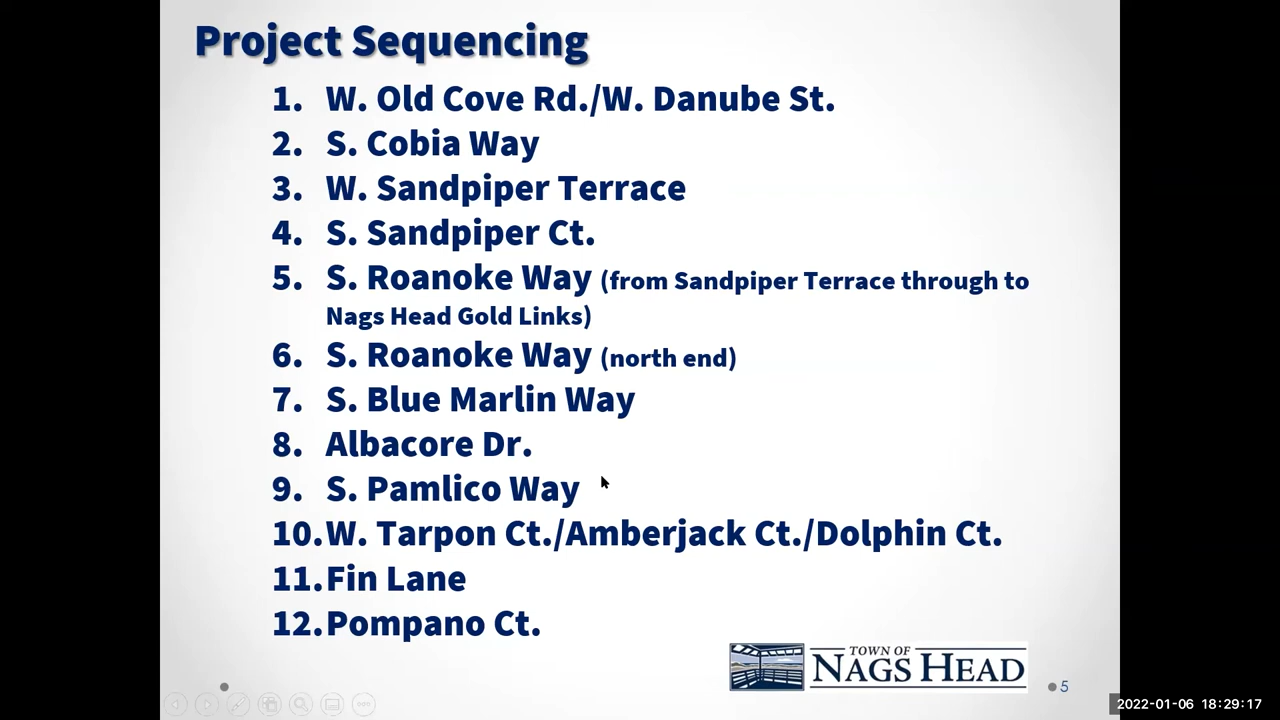 Project Sequencing
1. W. Old Cove Rd./W. Danube St.
2. S. Cobia Way
3. W. Sandpiper Terrace
4. S. Sandpiper Ct.
5. S. Roanoke Way (from Sandpiper Terrace through to
Nags Head Gold Links)
6. S. Roanoke Way (north end)
7. S. Blue Marlin Way
8. Albacore Dr.
9. S. Pamlico Way
10. W. Tarpon Ct./Amberjack Ct./Dolphin Ct.
11. Fin Lane
12. Pompano Ct.
TOWN OF
NAGS HEAD
5
2022-01-06 18:29:17